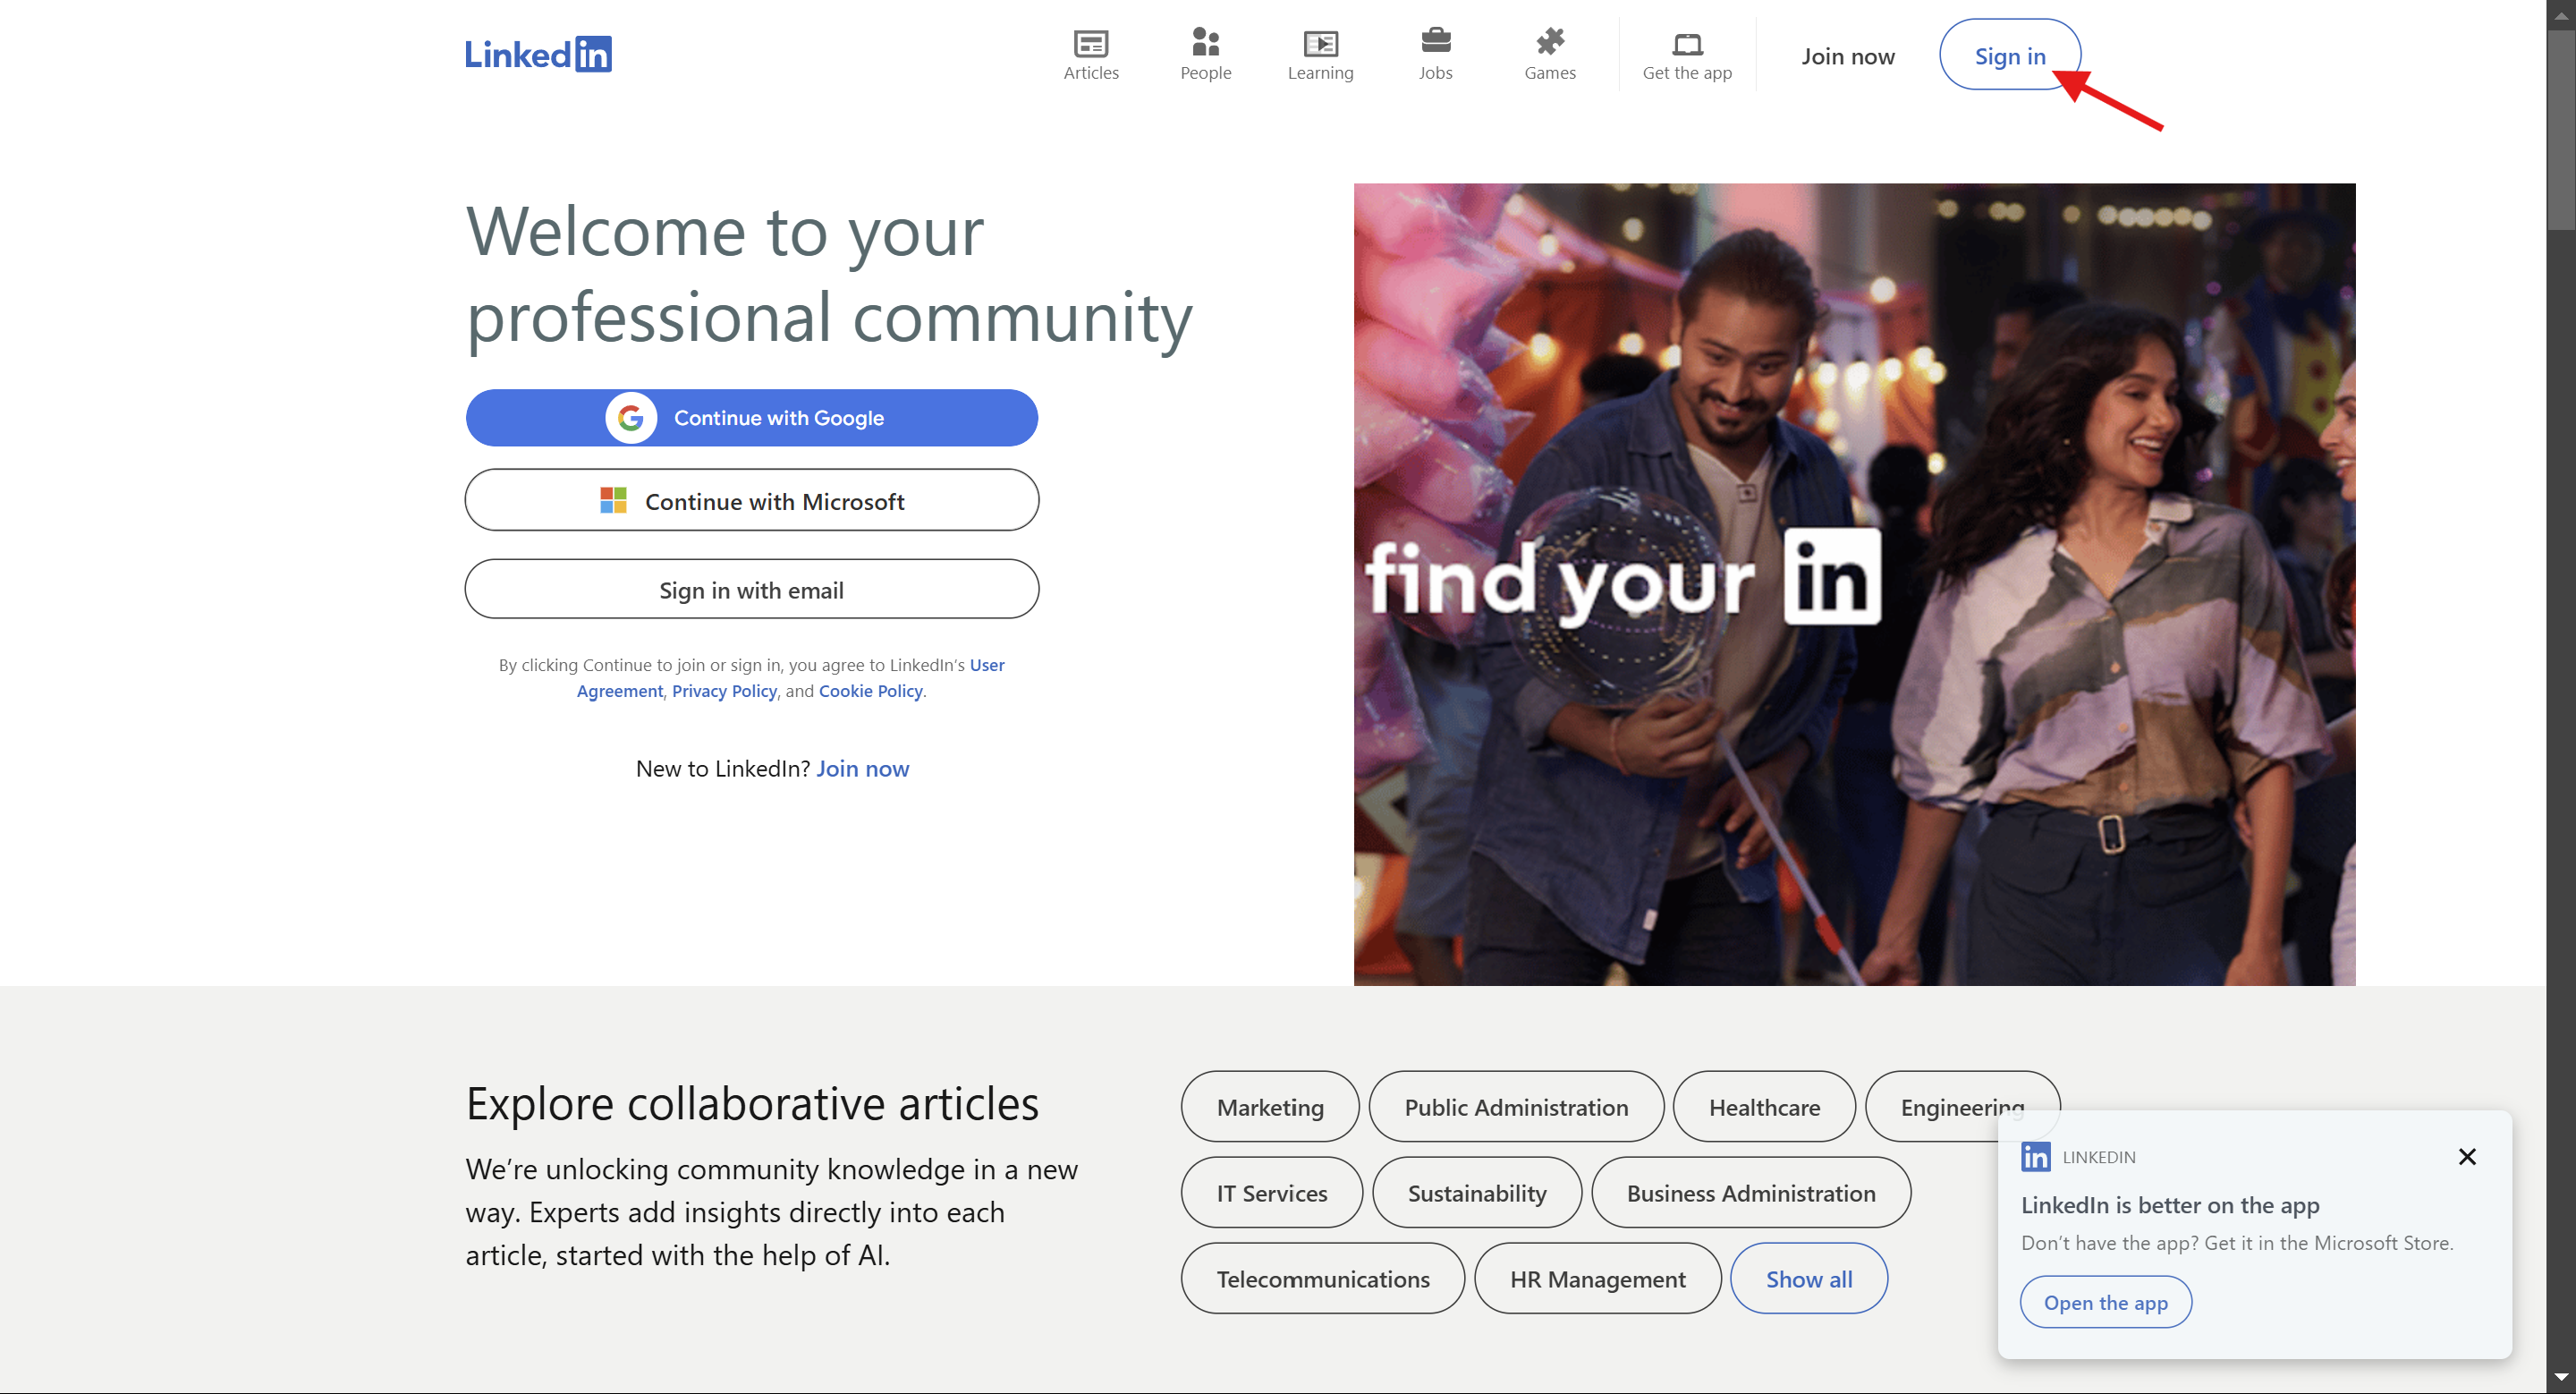 Linked in
Articles
People
Learning
Jobs
Games
Get the app
Join now
Sign in
Welcome to your
professional community
Continue with Google
Continue with Microsoft
Sign in with email
By clicking Continue to join or sign in, you agree to LinkedIn’s User
Agreement, Privacy Policy, and Cookie Policy.
New to LinkedIn? Join now
find your in
Explore collaborative articles
We’re unlocking community knowledge in a new
way. Experts add insights directly into each
article, started with the help of AI.
Marketing
Public Administration
Healthcare
Engineering
IT Services
Sustainability
Business Administration
Telecommunications
HR Management
Show all
in LINKEDIN
LinkedIn is better on the app
Don’t have the app? Get it in the Microsoft Store.
Open the app